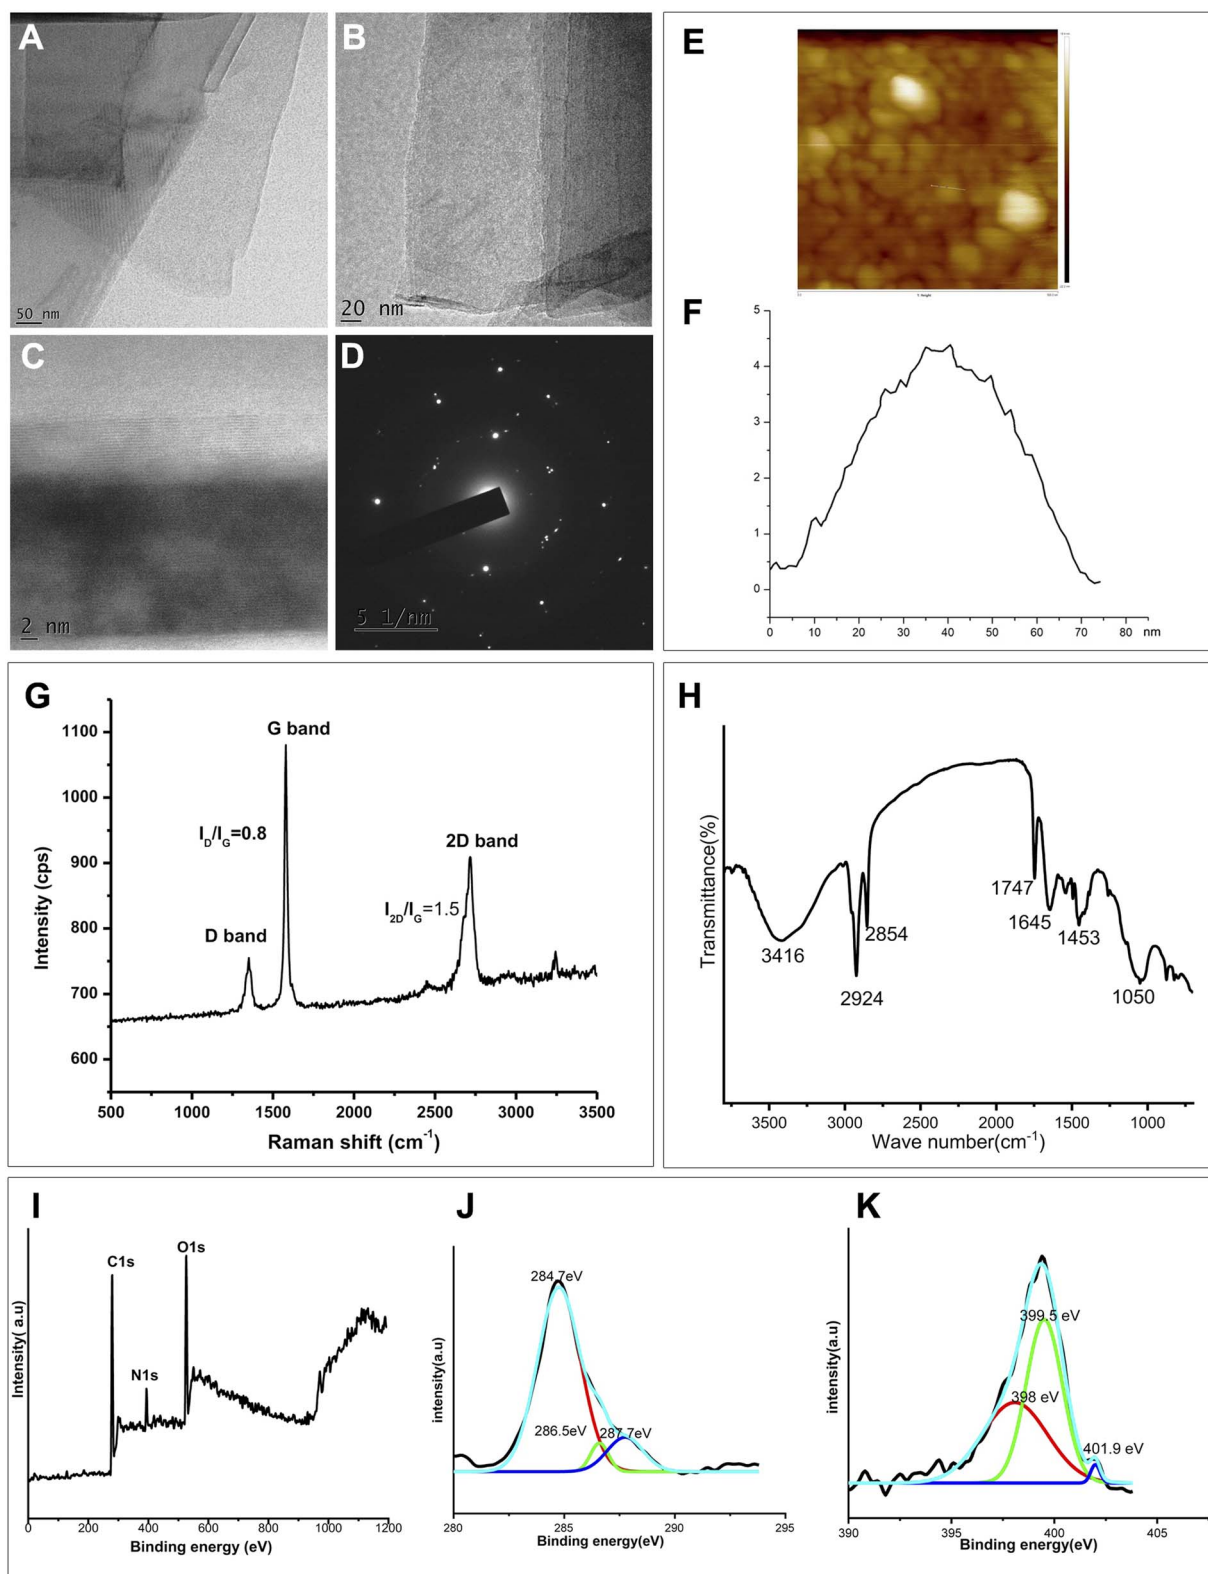 A
50 nm
B
20 nm
C
2 nm
D
5 1/nm
E
F
5
4
3
2
1
0
0 10 20 30 40 50 60 70 80 nm
G
1100
1000
900
800
700
600
Intensity (cps)
G band
I_D/I_G=0.8
2D band
I_2D/I_G=1.5
D band
500 1000 1500 2000 2500 3000 3500
Raman shift (cm⁻¹)
H
Transmittance(%)
1747
2854
1645
1453
3416
2924
1050
3500 3000 2500 2000 1500 1000
Wave number(cm⁻¹)
I
Intensity( a.u)
O1s
C1s
N1s
0 200 400 600 800 1000 1200
Binding energy (eV)
J
intensity(a.u)
284.7eV
286.5eV
287.7eV
280 285 290 295
Binding energy(eV)
K
intensity(a.u)
399.5 eV
398 eV
401.9 eV
390 395 400 405
Binding energy(eV)